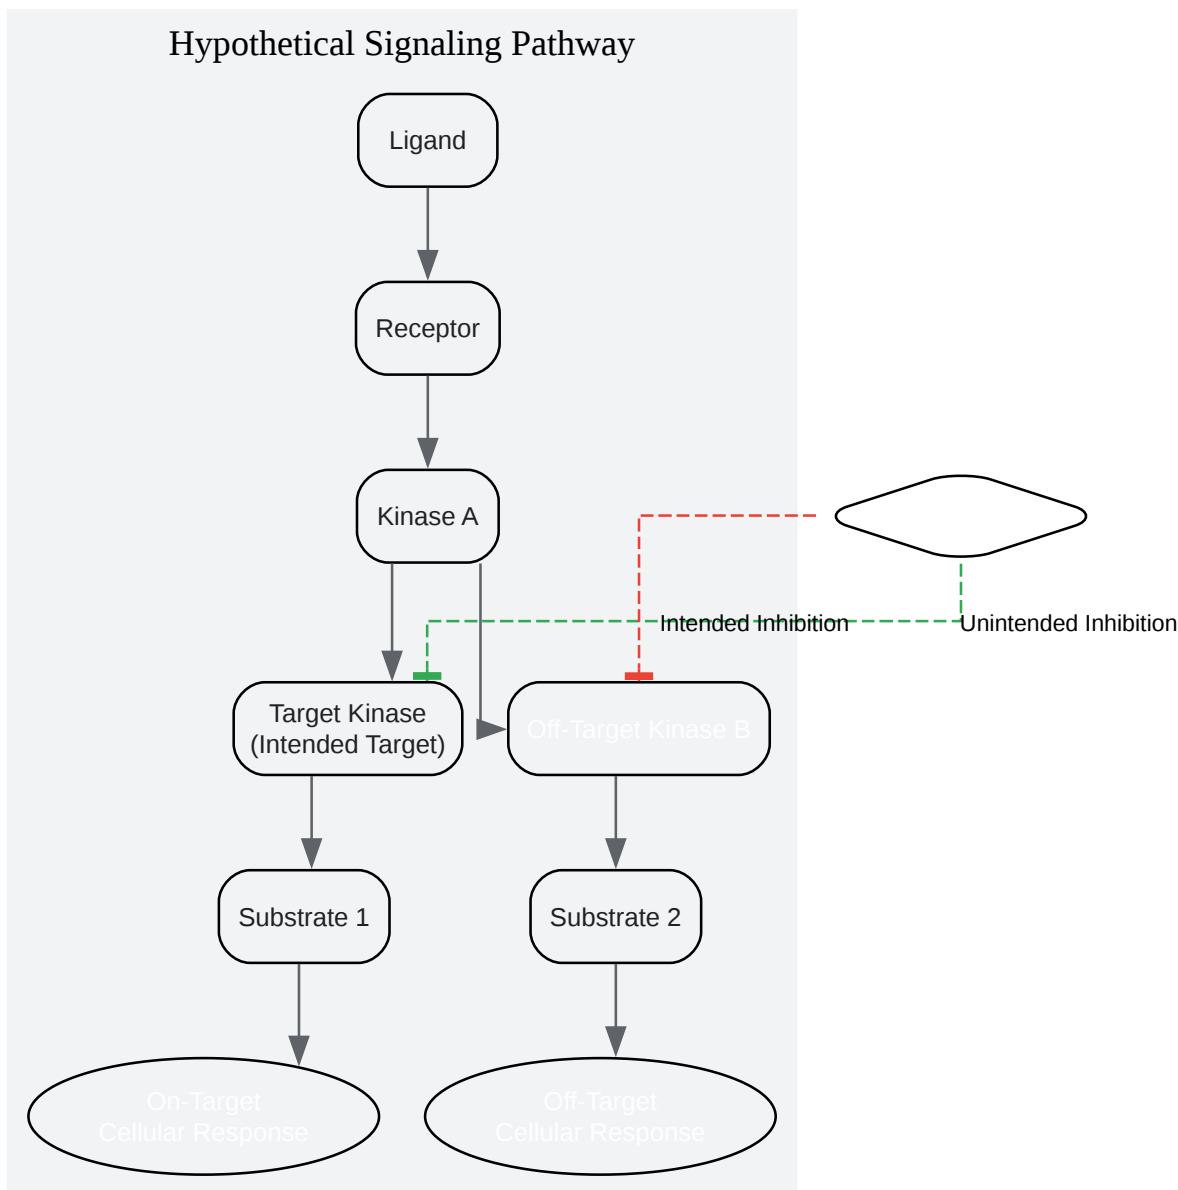 Hypothetical Signaling Pathway
Ligand
Receptor
Kinase A
Intended Inhibition
Unintended Inhibition
Target Kinase
(Intended Target)
Off-Target Kinase B
Substrate 1
Substrate 2
On-Target
Cellular Response
Off-Target
Cellular Response